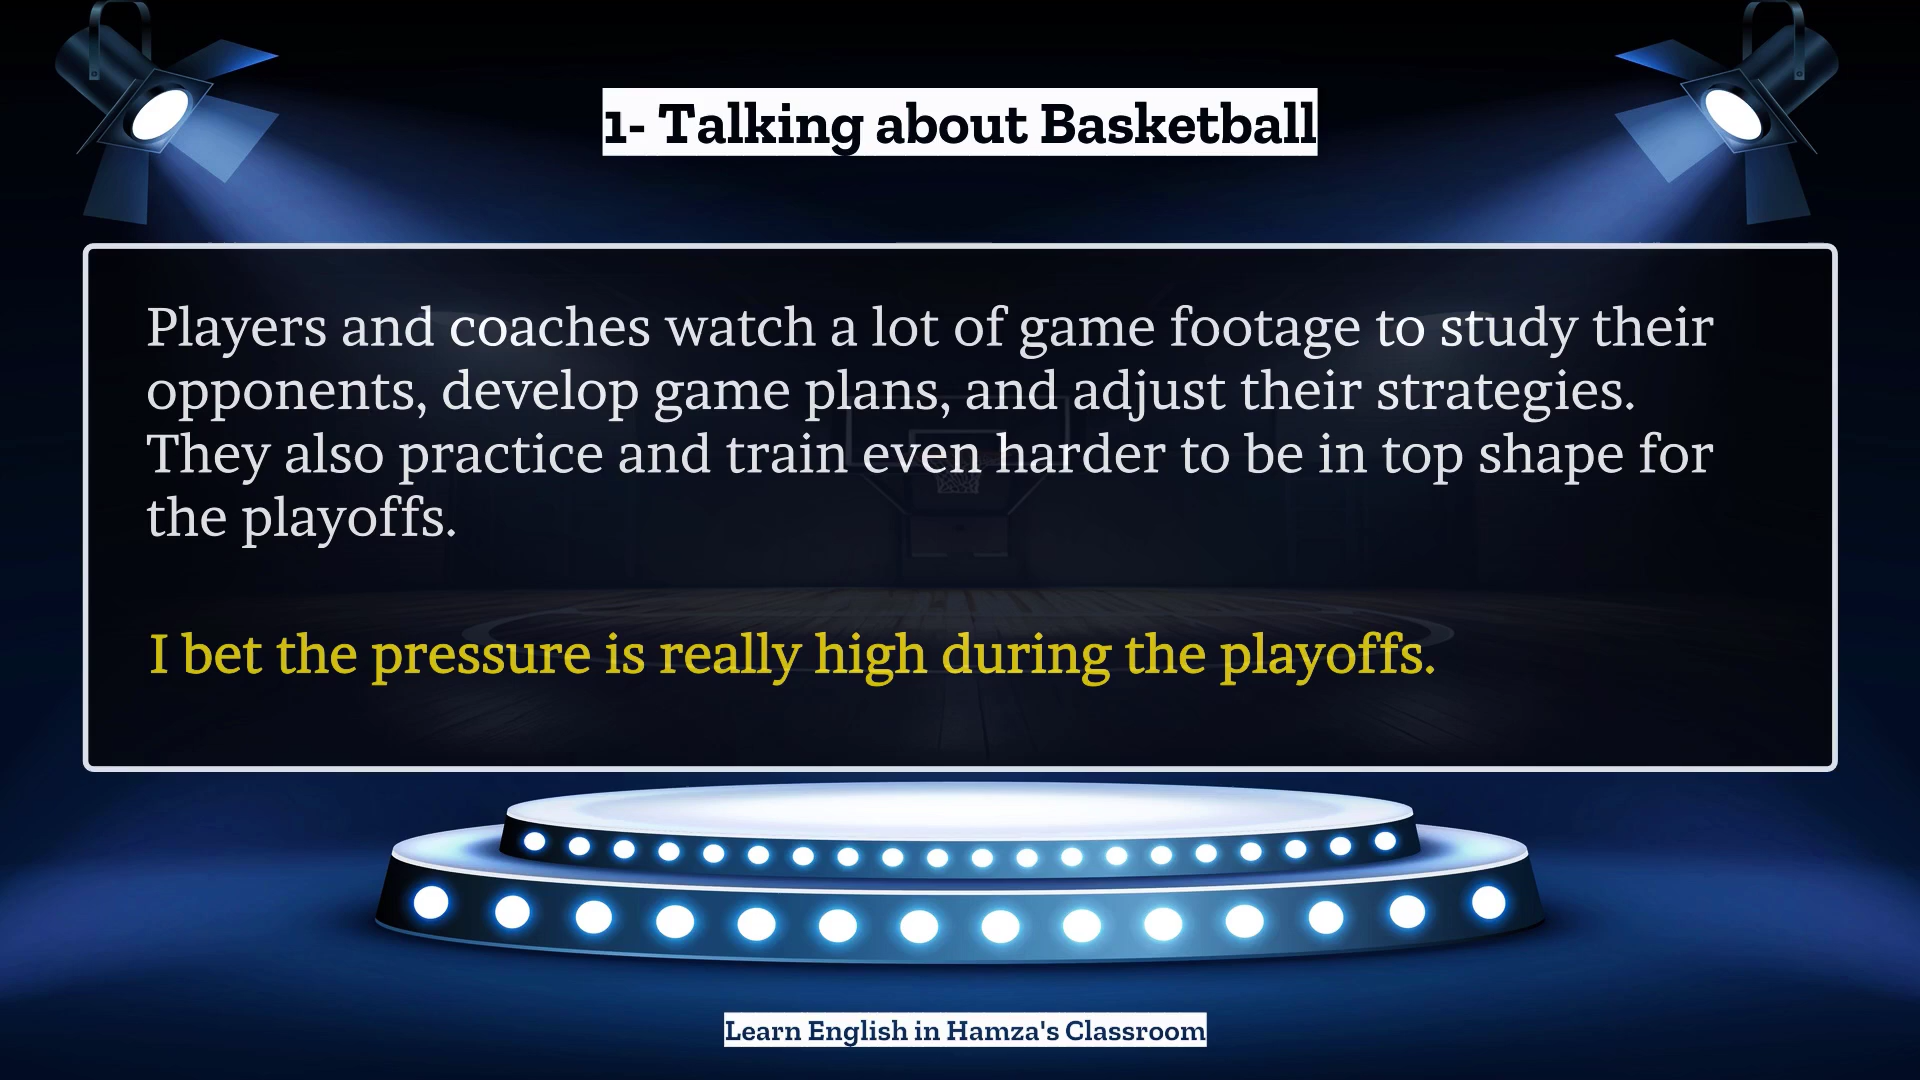 1- Talking about Basketball
Players and coaches watch a lot of game footage to study their
opponents, develop game plans, and adjust their strategies.
They also practice and train even harder to be in top shape for
the playoffs.
I bet the pressure is really high during the playoffs.
Learn English in Hamza's Classroom